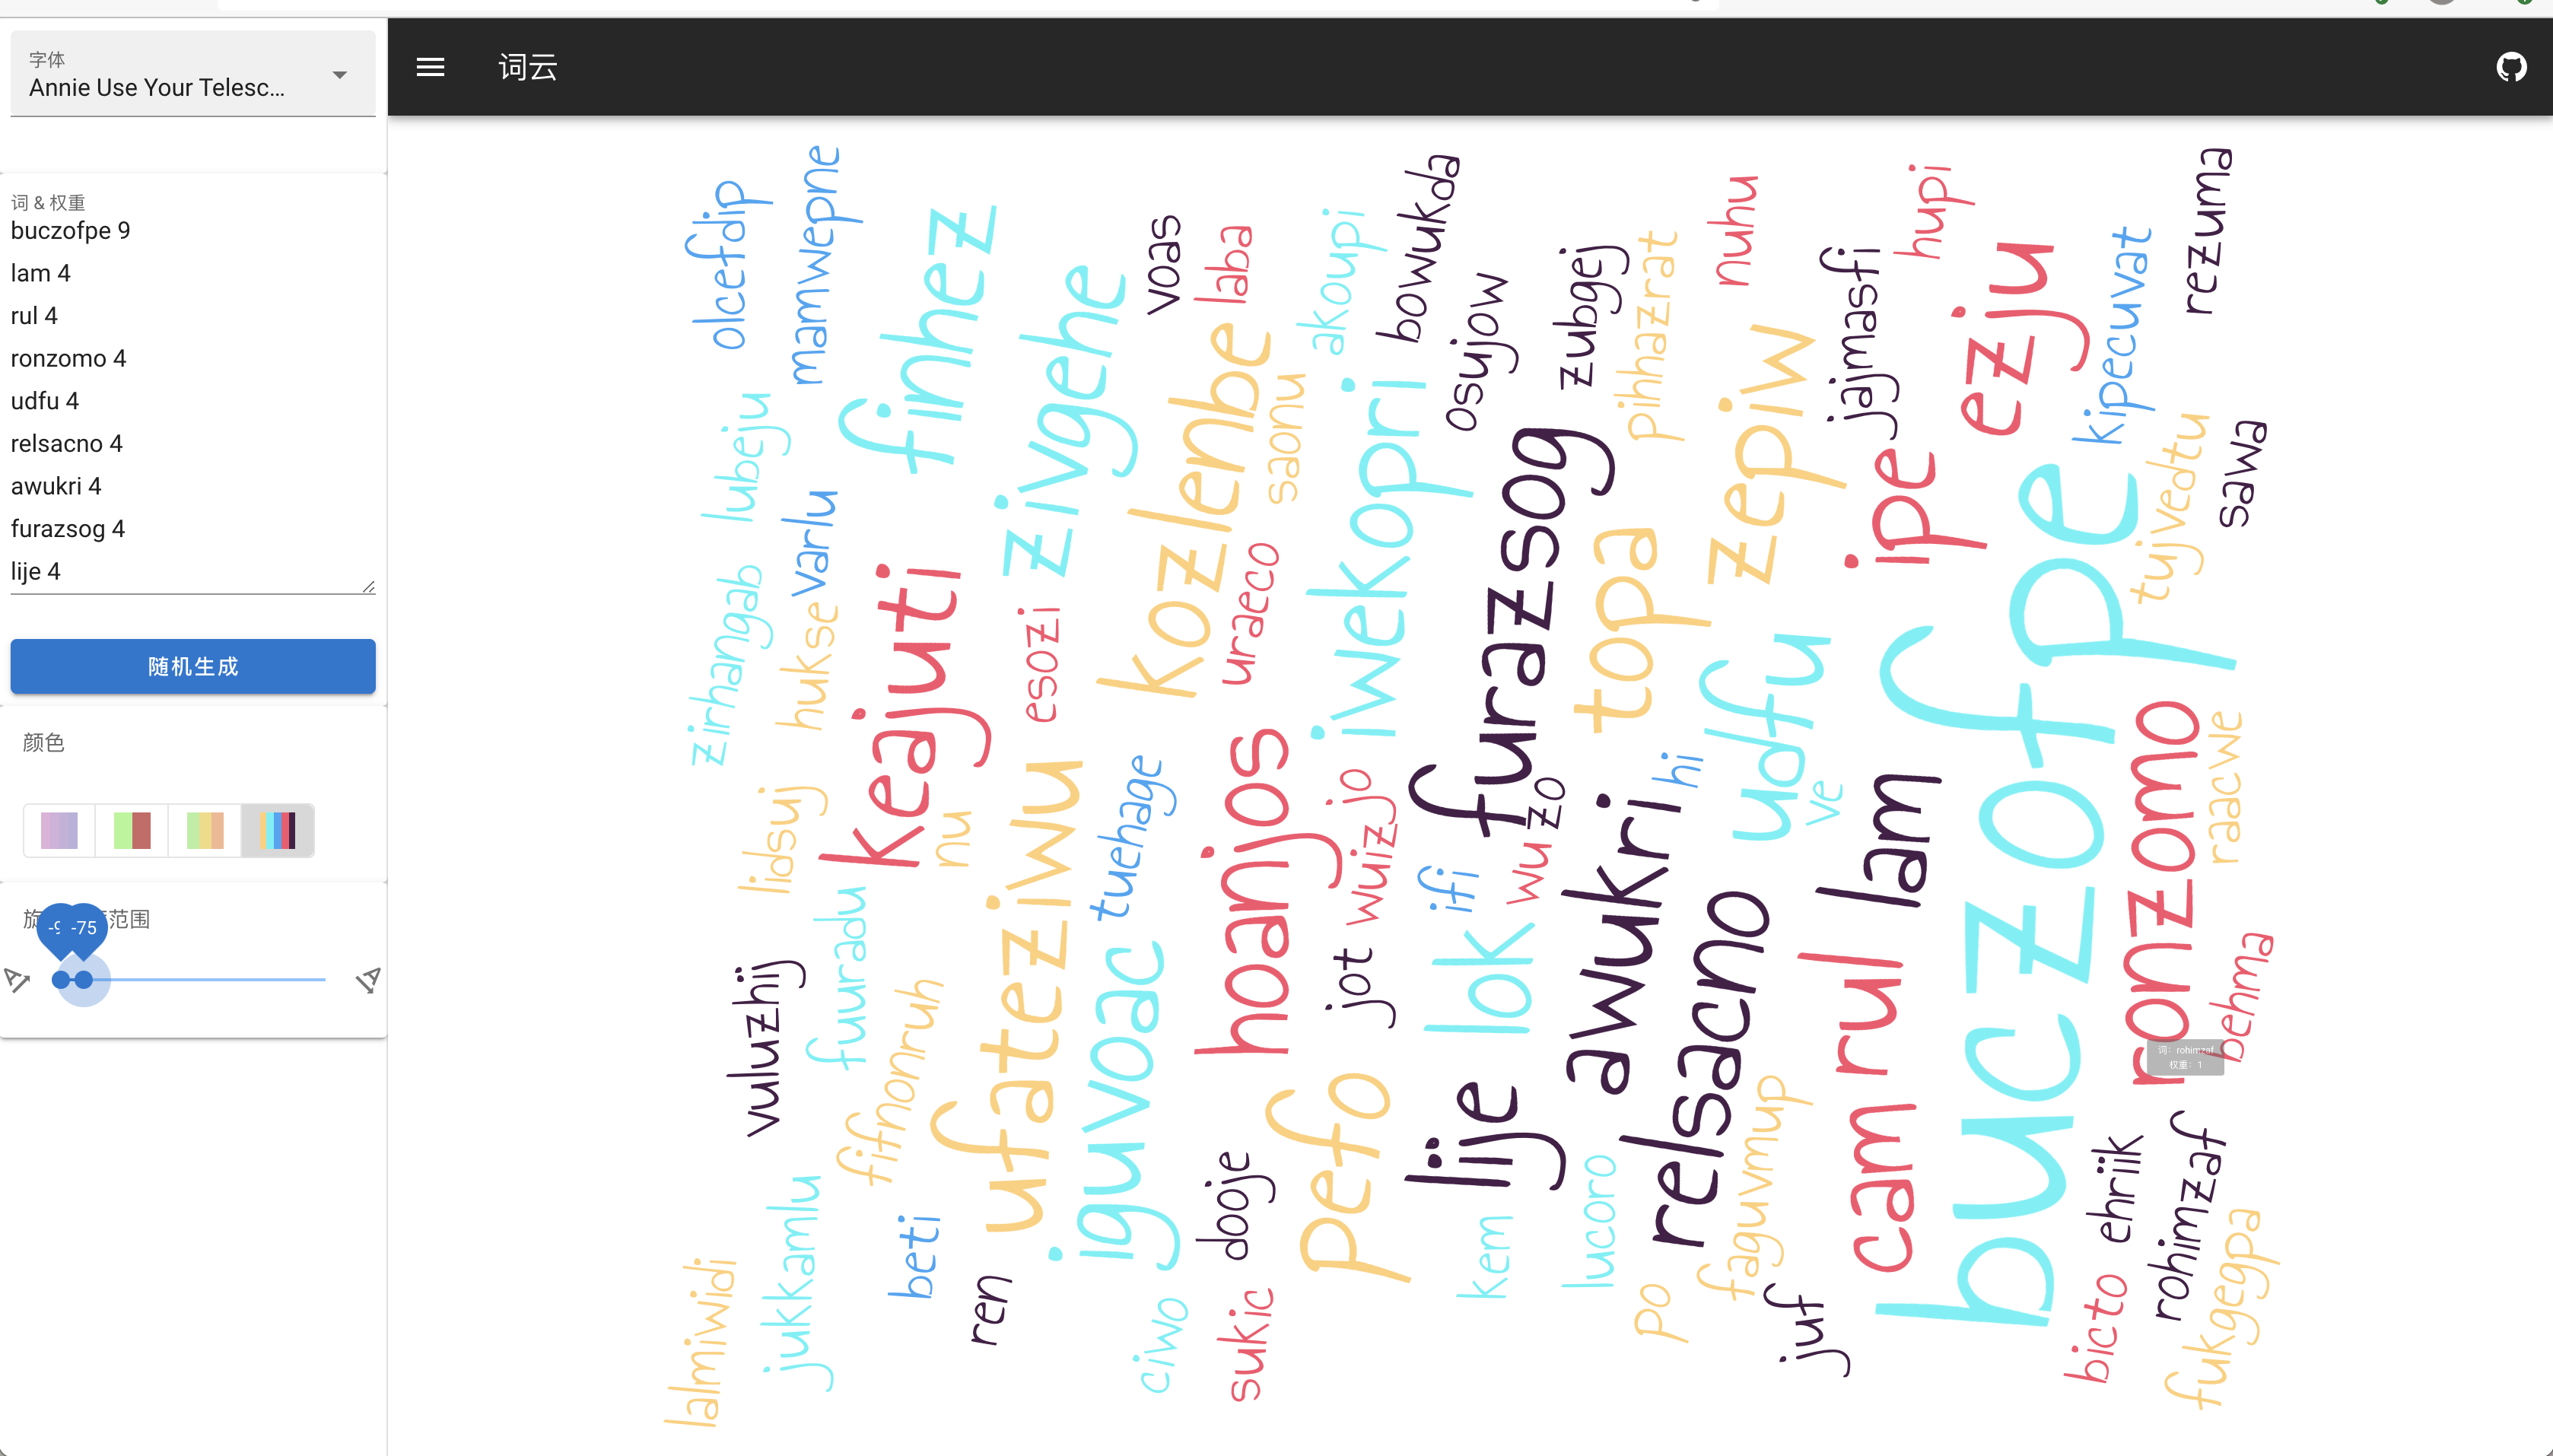 字体
Annie Use Your Telesc...
词 & 权重
buczofpe 9
lam 4
rul 4
ronzomo 4
udfu 4
relsacno 4
awukri 4
furazsog 4
lije 4
随机生成
颜色
范围
-75
词云
olcefdip
mamwepne
finhez
zivgehe
voas
laba
akoupi
bowukda
osujow
zubgej
pihhazrat
nuhu
jajmasfi
hupi
ezju
kipecuvat
rezuma
lubeju
varlu
kozlenbe
saonu
iwekopri
furazsog
zepiw
ipe
tujvedtu
sawa
zirhangab
hukse
keajuti
esozi
uraeco
topa
udfu
buczofpe
lidsuj
nu
ufateziwu
tuehage
hoanjos
jo
wuiz
ifi
wu
zo
hi
ve
awukri
lam
ronzomo
raacwe
vuluzhij
fuuradu
fifnonruh
iguvoac
jot
lok
relsacno
rul
behma
词: rohimzaf
权重: 1
lalmiwidi
jukkamlu
beti
ren
ciwo
dooje
sukic
pefo
lije
kem
lucoro
po
faguvmup
juf
cam
ehriik
bicto
rohimzaf
fukgegpa